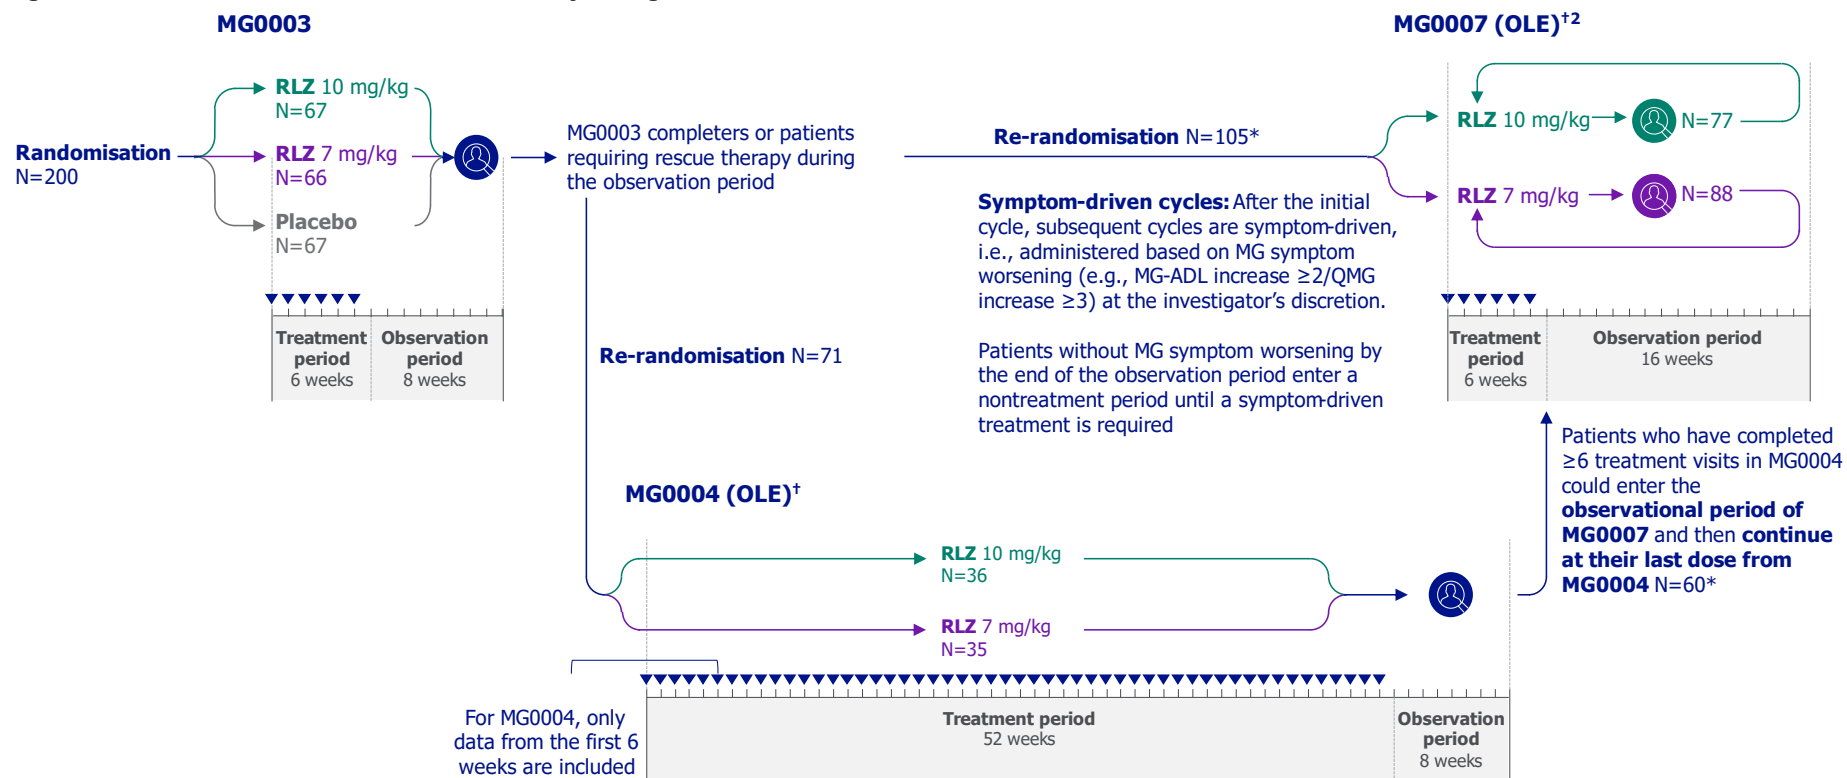 MG0003
MG0007 (OLE)†2
Randomisation
N=200
RLZ 10 mg/kg
N=67
RLZ 7 mg/kg
N=66
Placebo
N=67
Treatment
period
6 weeks
Observation
period
8 weeks
MG0003 completers or patients
requiring rescue therapy during
the observation period
Re-randomisation N=105*
Symptom-driven cycles: After the initial
cycle, subsequent cycles are symptom-driven,
i.e., administered based on MG symptom
worsening (e.g., MG-ADL increase ≥2/QMG
increase ≥3) at the investigator’s discretion.
Patients without MG symptom worsening by
the end of the observation period enter a
nontreatment period until a symptom-driven
treatment is required
RLZ 10 mg/kg
N=77
RLZ 7 mg/kg
N=88
Treatment
period
6 weeks
Observation period
16 weeks
Re-randomisation N=71
Patients who have completed
≥6 treatment visits in MG0004
could enter the
observational period of
MG0007 and then continue
at their last dose from
MG0004 N=60*
MG0004 (OLE)†
RLZ 10 mg/kg
N=36
RLZ 7 mg/kg
N=35
For MG0004, only
data from the first 6
weeks are included
Treatment period
52 weeks
Observation
period
8 weeks